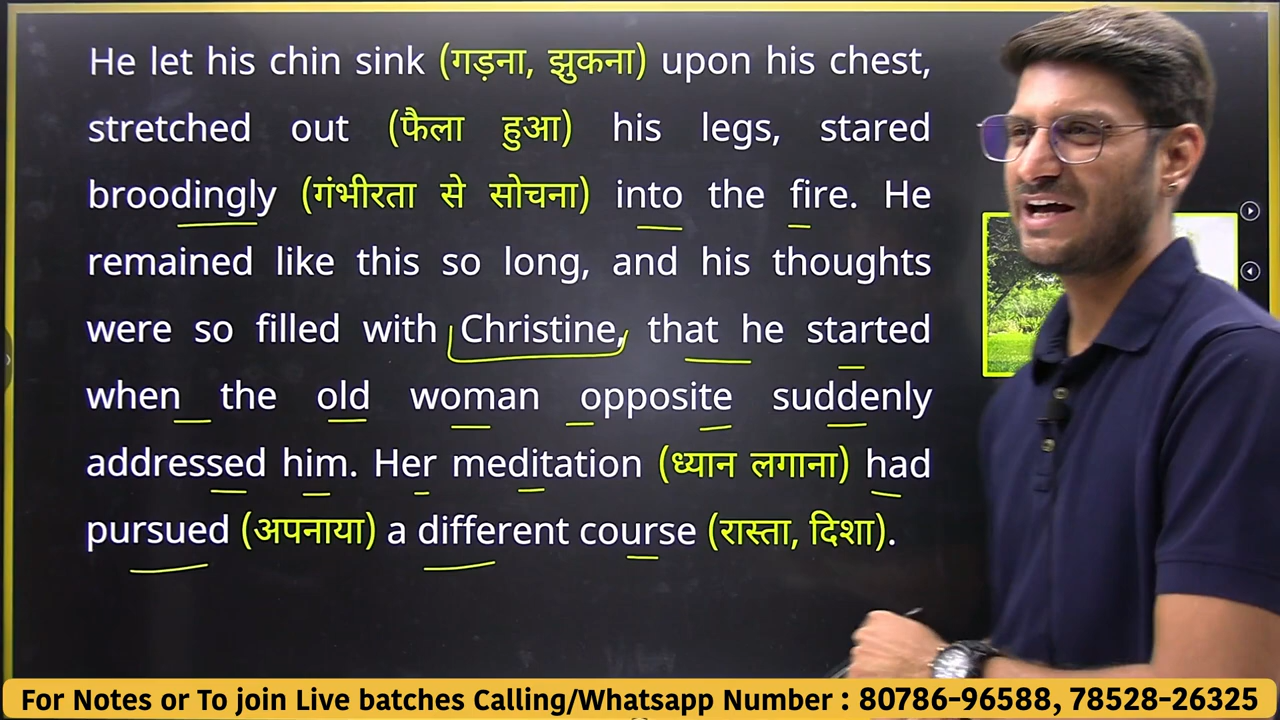 He let his chin sink (गड़ना, झुकना) upon his chest,
stretched out (फैला हुआ) his legs, stared
broodingly (गंभीरता से सोचना) into the fire. He
remained like this so long, and his thoughts
were so filled with Christine, that he started
when the old woman opposite suddenly
addressed him. Her meditation (ध्यान लगाना) had
pursued (अपनाया) a different course (रास्ता, दिशा).
For Notes or To join Live batches Calling/Whatsapp Number : 80786-96588, 78528-26325